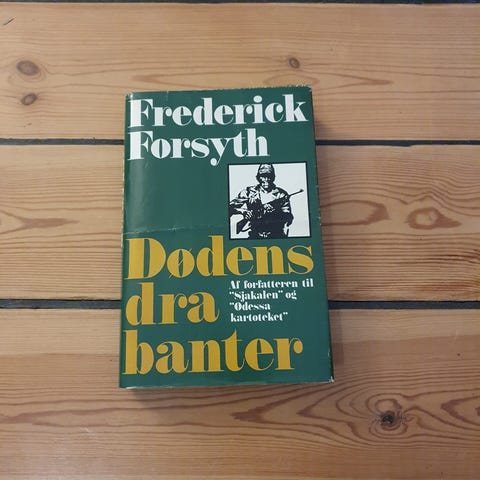 Frederick
Forsyth
Dødens
dra
banter
Af forfatteren til
"Sjakalen" og
"Odessa
kartoteket"